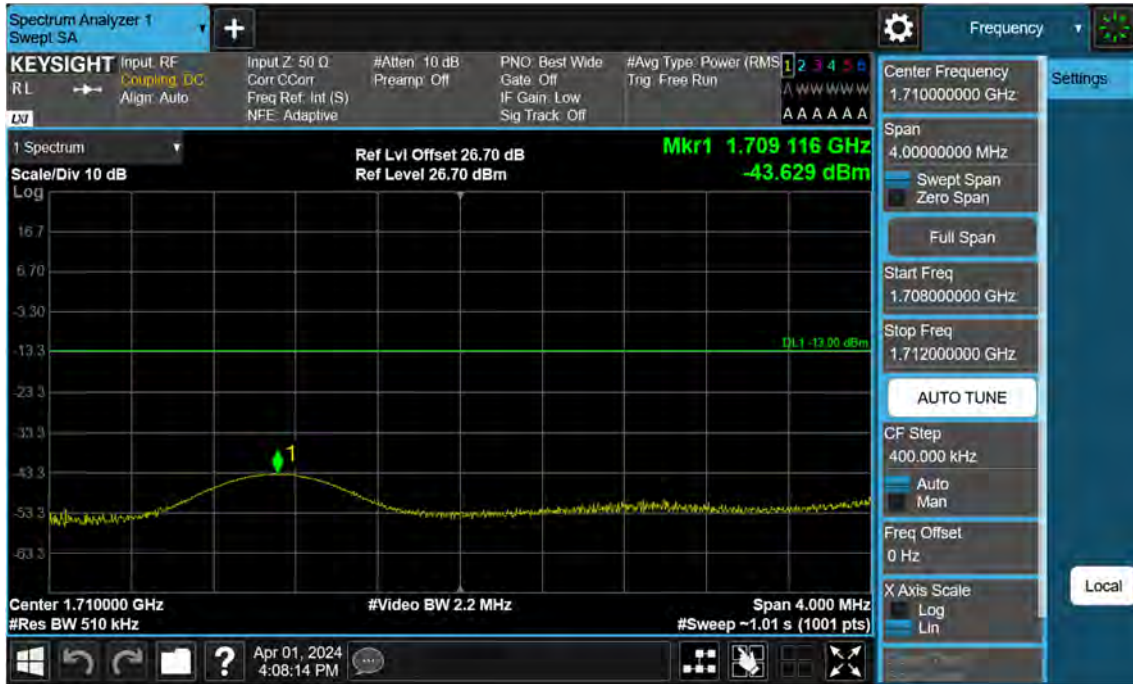 Spectrum Analyzer 1
Swept SA
+
Frequency
KEYSIGHT
RL
LXI
Input: RF
Coupling: DC
Align: Auto
Input Z: 50 Ω
Corr CCorr
Freq Ref: Int (S)
NFE: Adaptive
#Atten: 10 dB
Preamp: Off
PNO: Best Wide
Gate: Off
IF Gain: Low
Sig Track: Off
#Avg Type: Power (RMS
Trig: Free Run
1 2 3 4 5 6
A W W W W W
A A A A A A
1 Spectrum
Scale/Div 10 dB
Ref Lvl Offset 26.70 dB
Ref Level 26.70 dBm
Mkr1 1.709 116 GHz
-43.629 dBm
Log
16.7
6.70
-3.30
-13.3
-23.3
-33.3
-43.3
-53.3
-63.3
DL1 -13.00 dBm
1
Center 1.710000 GHz
#Res BW 510 kHz
#Video BW 2.2 MHz
Span 4.000 MHz
#Sweep ~1.01 s (1001 pts)
Center Frequency
1.710000000 GHz
Settings
Span
4.00000000 MHz
Swept Span
Zero Span
Full Span
Start Freq
1.708000000 GHz
Stop Freq
1.712000000 GHz
AUTO TUNE
CF Step
400.000 kHz
Auto
Man
Freq Offset
0 Hz
X Axis Scale
Log
Lin
Local
?
Apr 01, 2024
4:08:14 PM